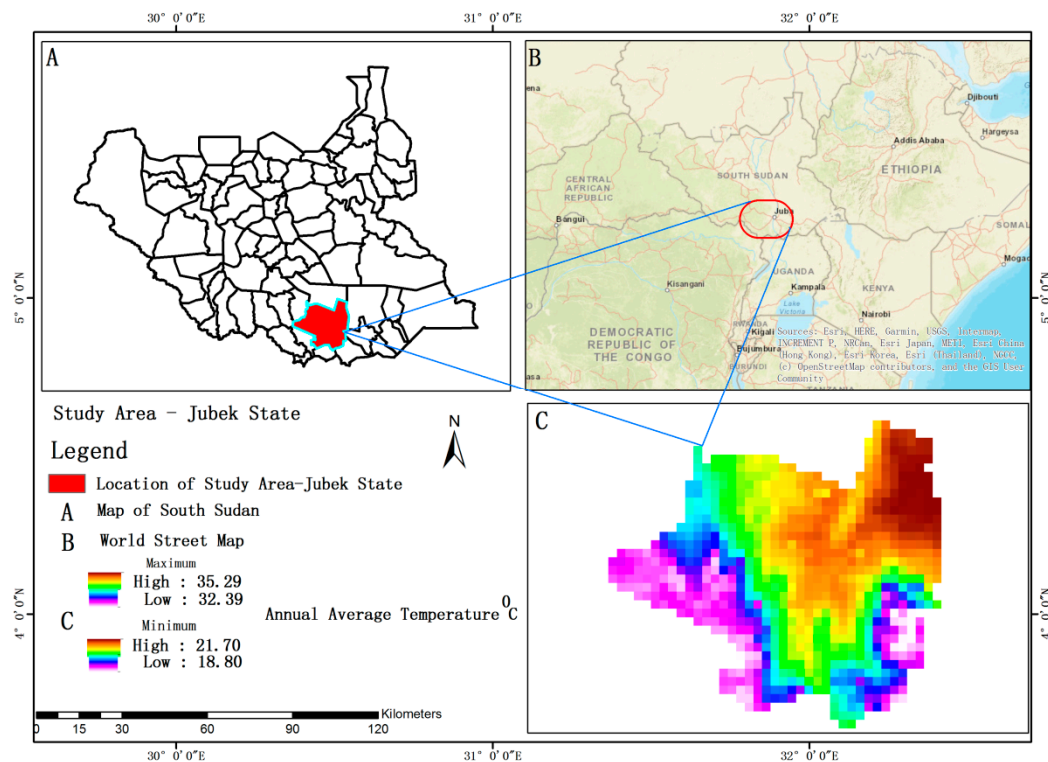 30° 0'0"E
31° 0'0"E
32° 0'0"E
A
B
5° 0'0"N
4° 0'0"N
5° 0'0"N
4° 0'0"N
ena
Djibouti
Addis Ababa
Hargeysa
SOUTH SUDAN
ETHIOPIA
CENTRAL
AFRICAN
REPUBLIC
Bangui
Juba
SOMAL
Mogad
UGANDA
Kisangani
Kampala
KENYA
Lake
Victoria
Nairobi
DEMOCRATIC
REPUBLIC OF
THE CONGO
RWANDA
Kigali
Bujumbura
BURUNDI
asa
TANZANIA
Sources: Esri, HERE, Garmin, USGS, Intermap,
INCREMENT P, NRCan, Esri Japan, METI, Esri China
(Hong Kong), Esri Korea, Esri (Thailand), NGCC,
(c) OpenStreetMap contributors, and the GIS User
Community
Study Area - Jubek State
N
C
Legend
Location of Study Area-Jubek State
A Map of South Sudan
B World Street Map
Maximum
High : 35.29
Low : 32.39
C Annual Average Temperature ⁰C
Minimum
High : 21.70
Low : 18.80
Kilometers
0 15 30 60 90 120
30° 0'0"E
31° 0'0"E
32° 0'0"E